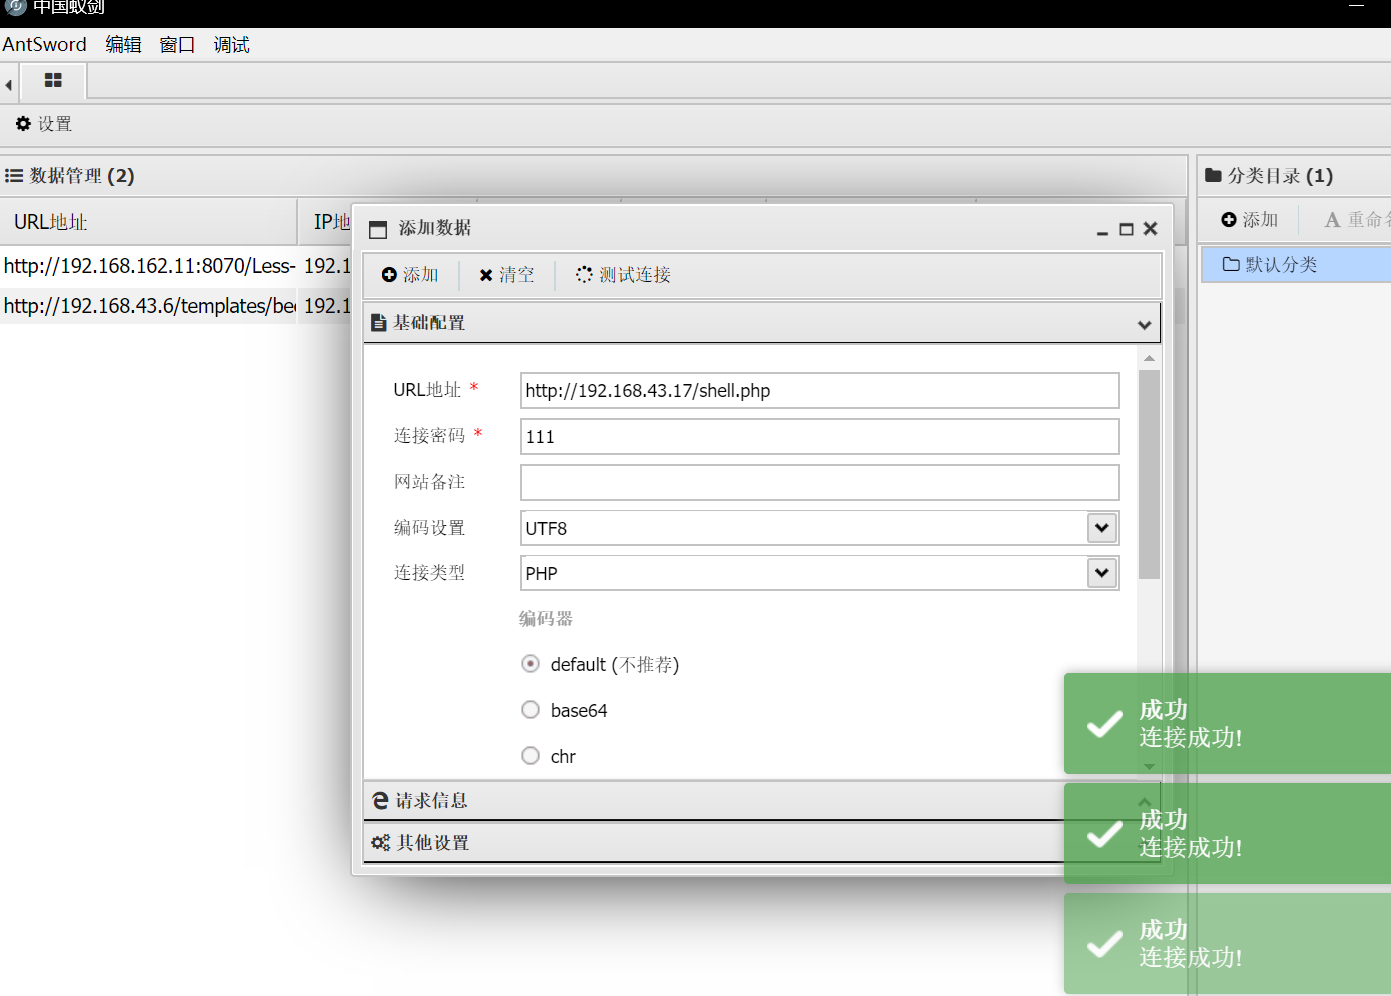 中国蚁剑
AntSword 编辑 窗口 调试
设置
数据管理 (2)
URL地址 IP地
http://192.168.162.11:8070/Less- 192.1
http://192.168.43.6/templates/bee 192.1
添加数据
添加 清空 测试连接
基础配置
URL地址 *
http://192.168.43.17/shell.php
连接密码 *
111
网站备注
编码设置
UTF8
连接类型
PHP
编码器
default (不推荐)
base64
chr
请求信息
其他设置
分类目录 (1)
添加 A 重命名
默认分类
成功
连接成功!
成功
连接成功!
成功
连接成功!